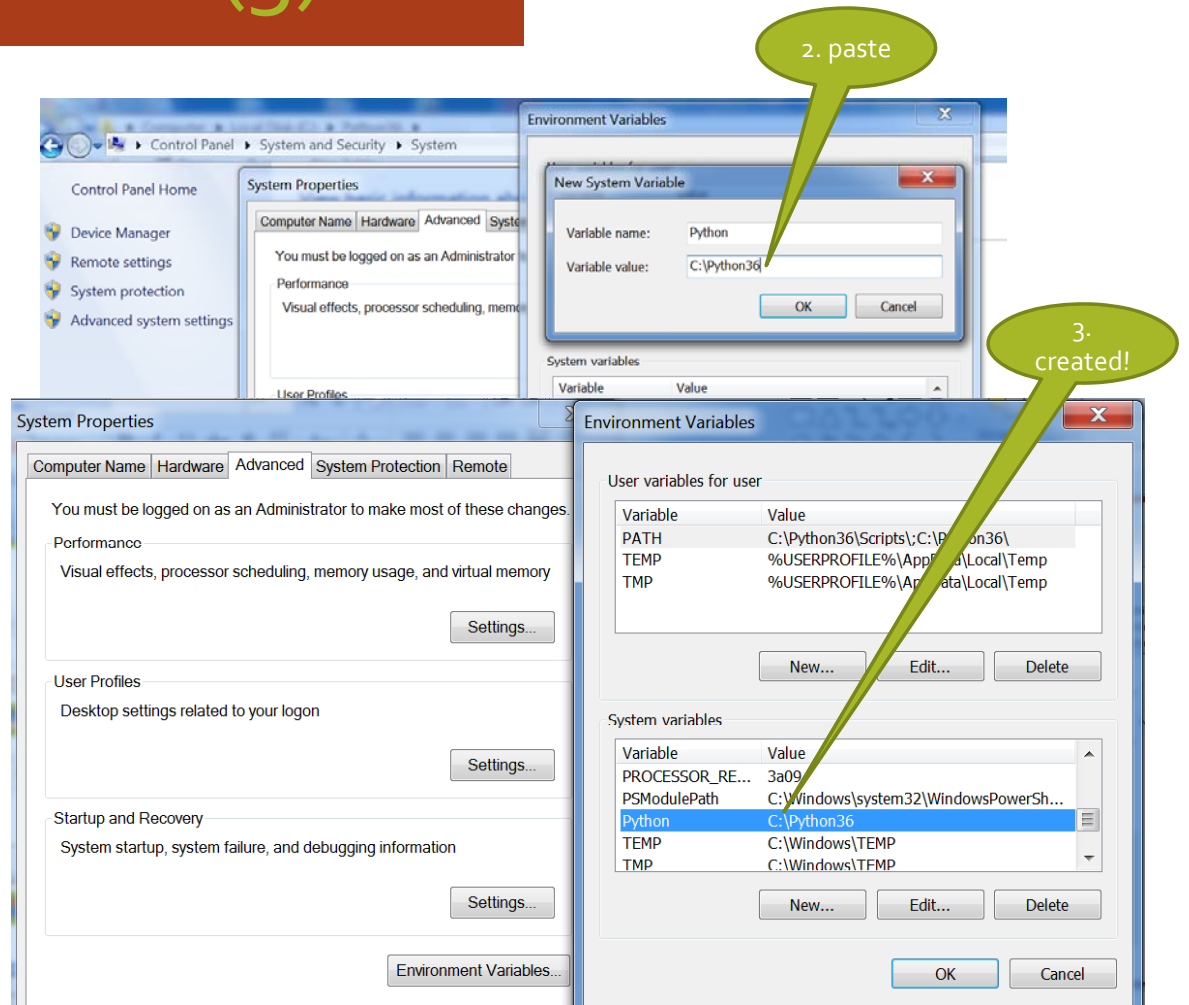 (3)
2. paste
Environment Variables
Control Panel ▸ System and Security ▸ System
New System Variable
Control Panel Home
System Properties
Computer Name Hardware Advanced Syste
Variable name: Python
Device Manager
You must be logged on as an Administrator
Variable value: C:\Python36
Remote settings
Performance
System protection
Visual effects, processor scheduling, memo
OK Cancel
Advanced system settings
3.
created!
System variables
Variable Value
User Profiles
System Properties
Computer Name Hardware Advanced System Protection Remote
You must be logged on as an Administrator to make most of these changes.
Performance
Visual effects, processor scheduling, memory usage, and virtual memory
Settings...
User Profiles
Desktop settings related to your logon
Settings...
Startup and Recovery
System startup, system failure, and debugging information
Settings...
Environment Variables...
Environment Variables
User variables for user
Variable Value
PATH C:\Python36\Scripts\;C:\Python36\
TEMP %USERPROFILE%\AppData\Local\Temp
TMP %USERPROFILE%\AppData\Local\Temp
New... Edit... Delete
System variables
Variable Value
PROCESSOR_RE... 3a09
PSModulePath C:\Windows\system32\WindowsPowerSh...
Python C:\Python36
TEMP C:\Windows\TEMP
TMP C:\Windows\TEMP
New... Edit... Delete
OK Cancel